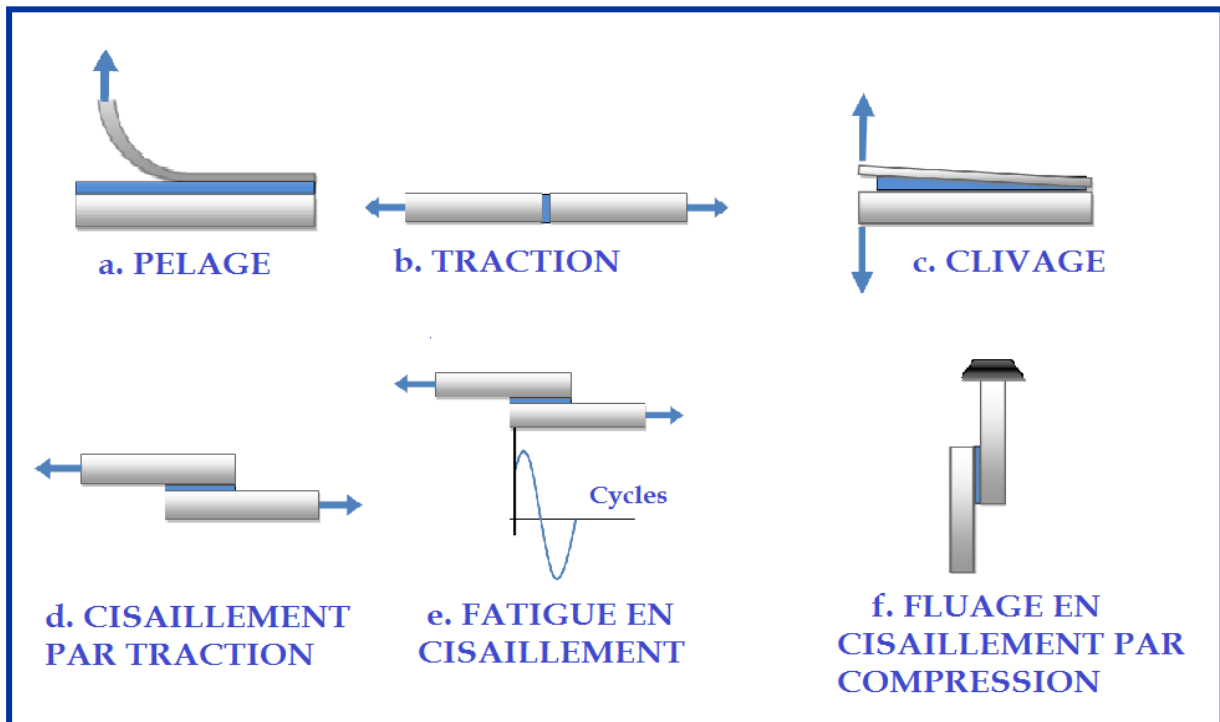 a. PELAGE
b. TRACTION
c. CLIVAGE
Cycles
d. CISAILLEMENT
PAR TRACTION
e. FATIGUE EN
CISAILLEMENT
f. FLUAGE EN
CISAILLEMENT PAR
COMPRESSION